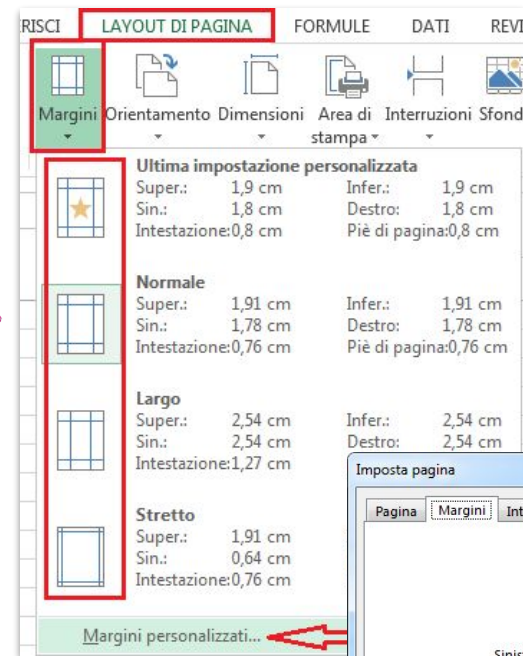 LAYOUT DI PAGINA FORMULE DATI
Margini Orientamento Dimensioni Area di stampa Interruzioni
Ultima impostazione personalizzata
Super.: 1,9 cm Infer.: 1,9 cm
Sin.: 1,8 cm Destro: 1,8 cm
Intestazione:0,8 cm Piè di pagina:0,8 cm
Normale
Super.: 1,91 cm Infer.: 1,91 cm
Sin.: 1,78 cm Destro: 1,78 cm
Intestazione:0,76 cm Piè di pagina:0,76 cm
Largo
Super.: 2,54 cm Infer.: 2,54 cm
Sin.: 2,54 cm Destro: 2,54 cm
Intestazione:1,27 cm
Stretto
Super.: 1,91 cm
Sin.: 0,64 cm
Intestazione:0,76 cm
Margini personalizzati...
Imposta pagina
Pagina Margini